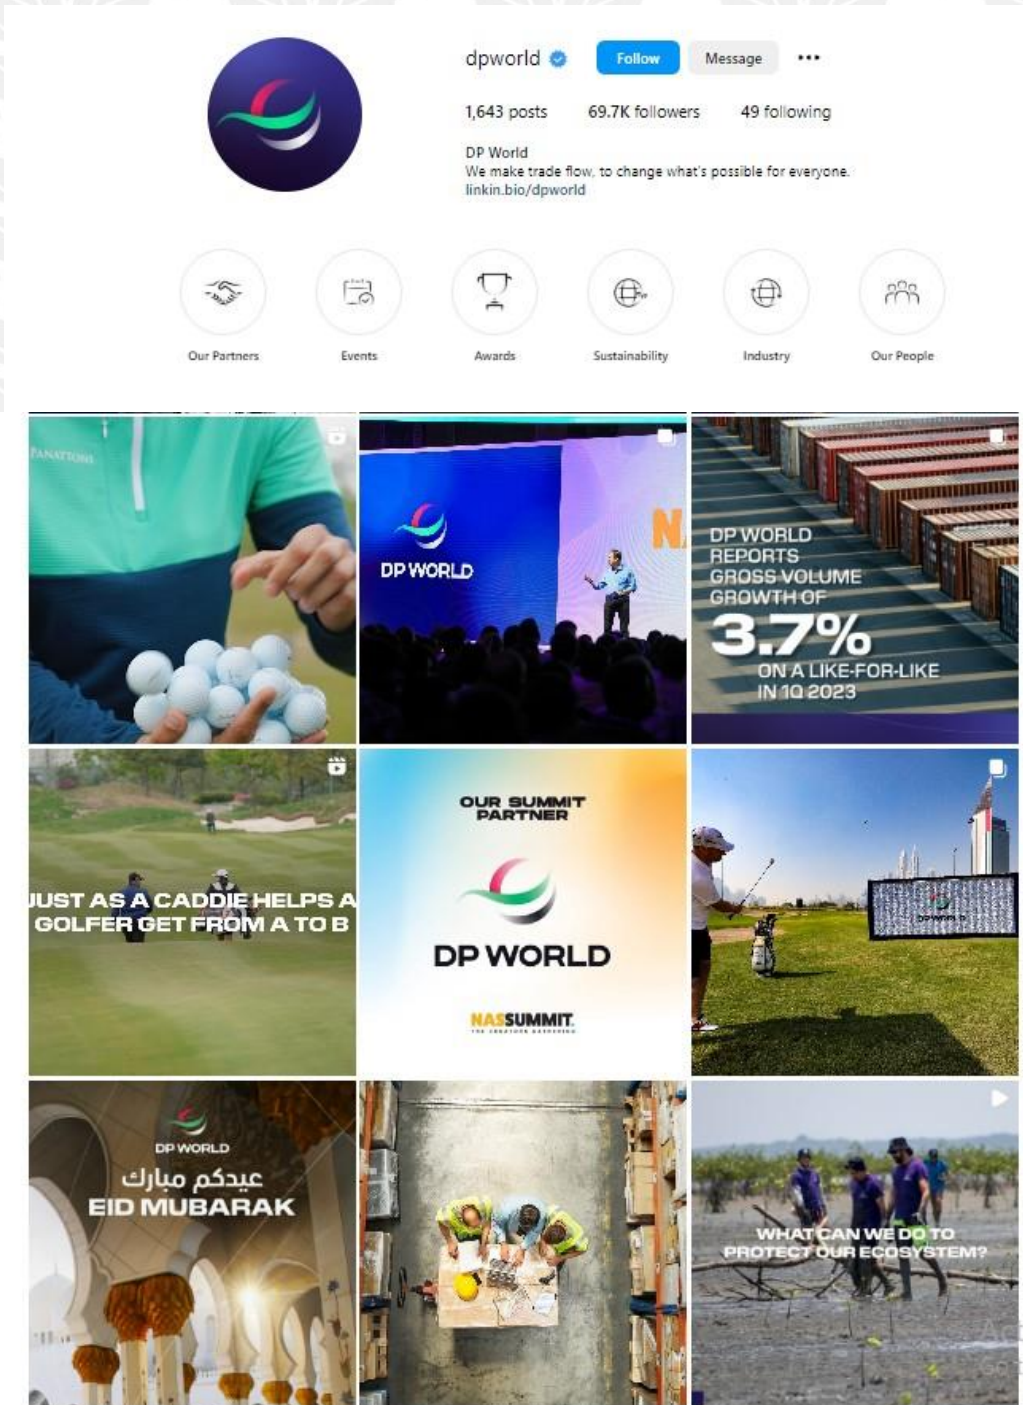 dpworld
Follow
Message
1,643 posts
69.7K followers
49 following
DP World
We make trade flow, to change what's possible for everyone.
linkin.bio/dpworld
Our Partners
Events
Awards
Sustainability
Industry
Our People
DP WORLD
NA
DP WORLD
REPORTS
GROSS VOLUME
GROWTH OF
3.7%
ON A LIKE-FOR-LIKE
IN 1Q 2023
JUST AS A CADDIE HELPS A
GOLFER GET FROM A TO B
OUR SUMMIT
PARTNER
DP WORLD
NASSUMMIT.
DP WORLD
DP WORLD
عيدكم مبارك
EID MUBARAK
WHAT CAN WE DO TO
PROTECT OUR ECOSYSTEM?